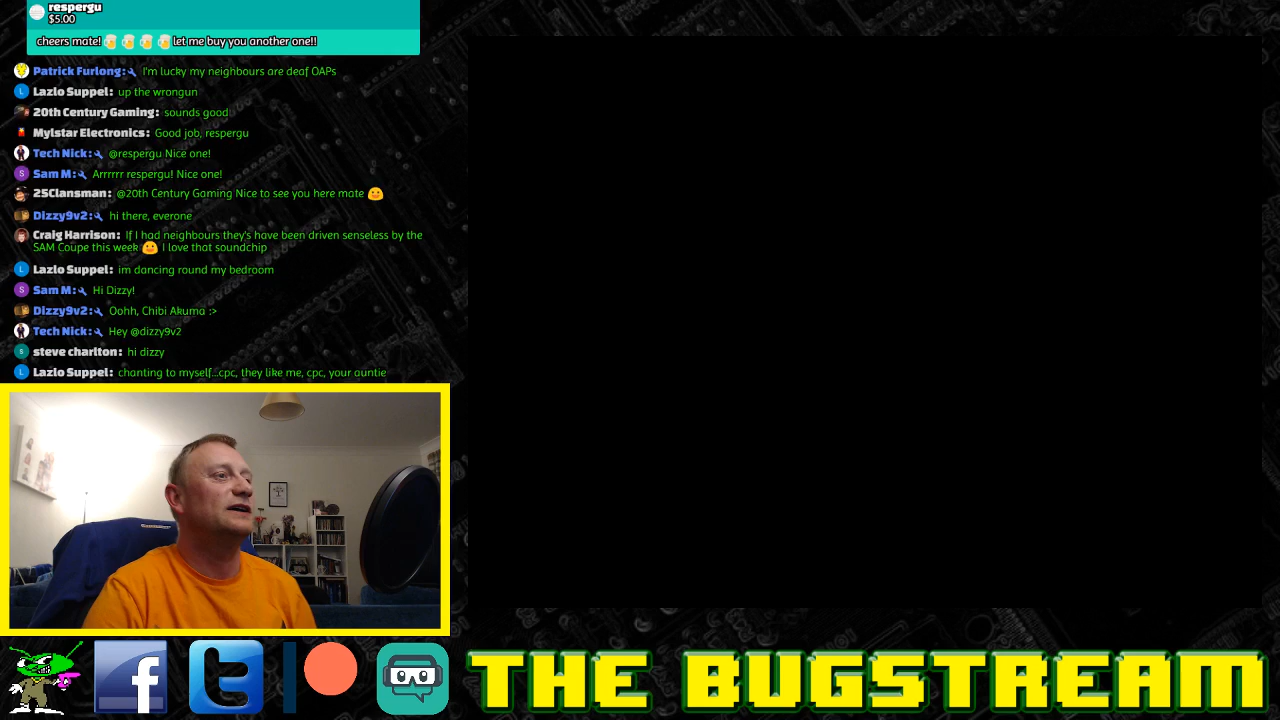 respergu
$5.00
cheers mate! 🍺 🍺 🍺 🍺 let me buy you another one!!
Patrick Furlong: I'm lucky my neighbours are deaf OAPs
Lazlo Suppel: up the wrongun
20th Century Gaming: sounds good
Mylstar Electronics: Good job, respergu
Tech Nick: @respergu Nice one!
Sam M: Arrrrrr respergu! Nice one!
25Clansman: @20th Century Gaming Nice to see you here mate
Dizzy9v2: hi there, everone
Craig Harrison: If I had neighbours they's have been driven senseless by the
SAM Coupe this week I love that soundchip
Lazlo Suppel: im dancing round my bedroom
Sam M: Hi Dizzy!
Dizzy9v2: Oohh, Chibi Akuma :>
Tech Nick: Hey @dizzy9v2
steve charlton: hi dizzy
Lazlo Suppel: chanting to myself...cpc, they like me, cpc, your auntie
THE BUGSTREAM